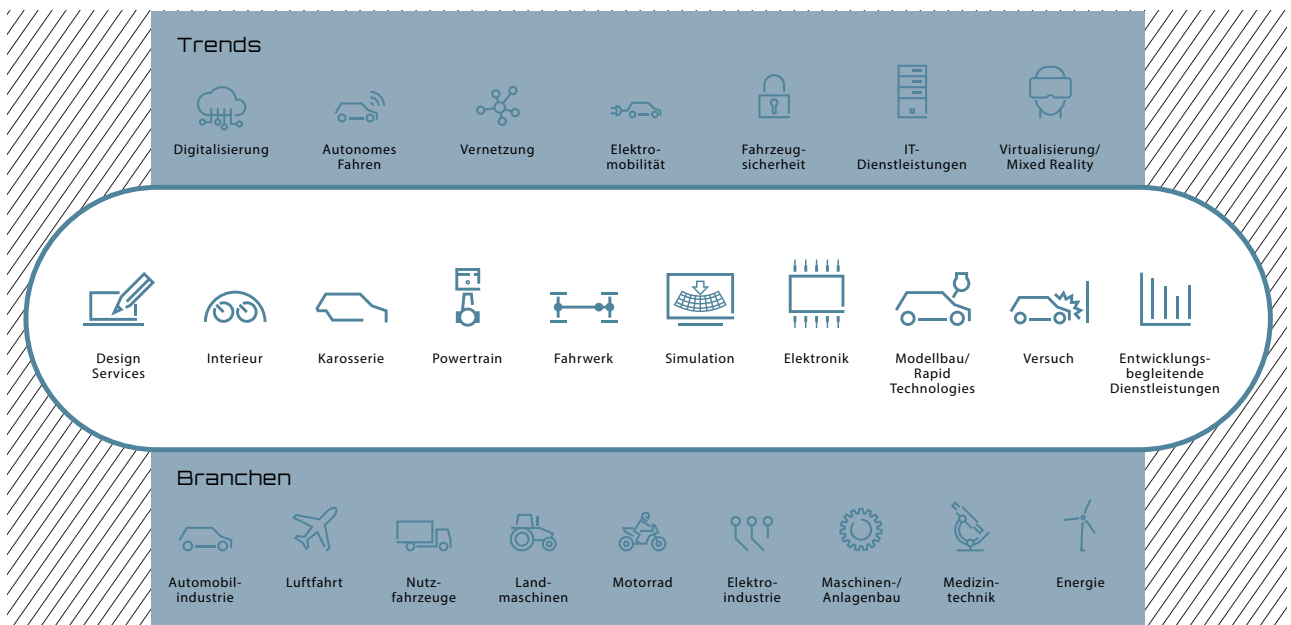 Trends
Digitalisierung
Autonomes
Fahren
Vernetzung
Elektro-
mobilität
Fahrzeug-
sicherheit
IT-
Dienstleistungen
Virtualisierung/
Mixed Reality
Design
Services
Interieur
Karosserie
Powertrain
Fahrwerk
Simulation
Elektronik
Modellbau/
Rapid
Technologies
Versuch
Entwicklungs-
begleitende
Dienstleistungen
Branchen
Automobil-
industrie
Luftfahrt
Nutz-
fahrzeuge
Land-
maschinen
Motorrad
Elektro-
industrie
Maschinen-/
Anlagenbau
Medizin-
technik
Energie